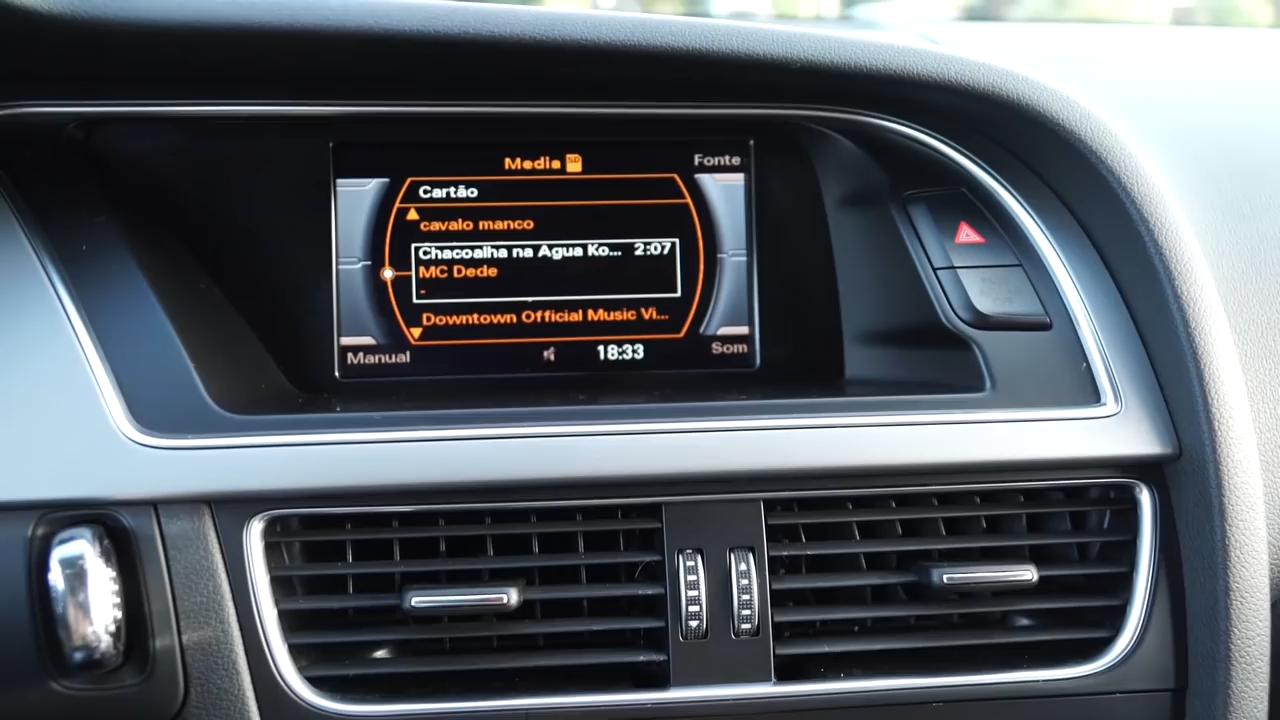 Media SD
Fonte
Cartão
cavalo manco
Chacoalha na Agua Ko... 2:07
MC Dede
-
Downtown Official Music Vi...
Manual
18:33
Som